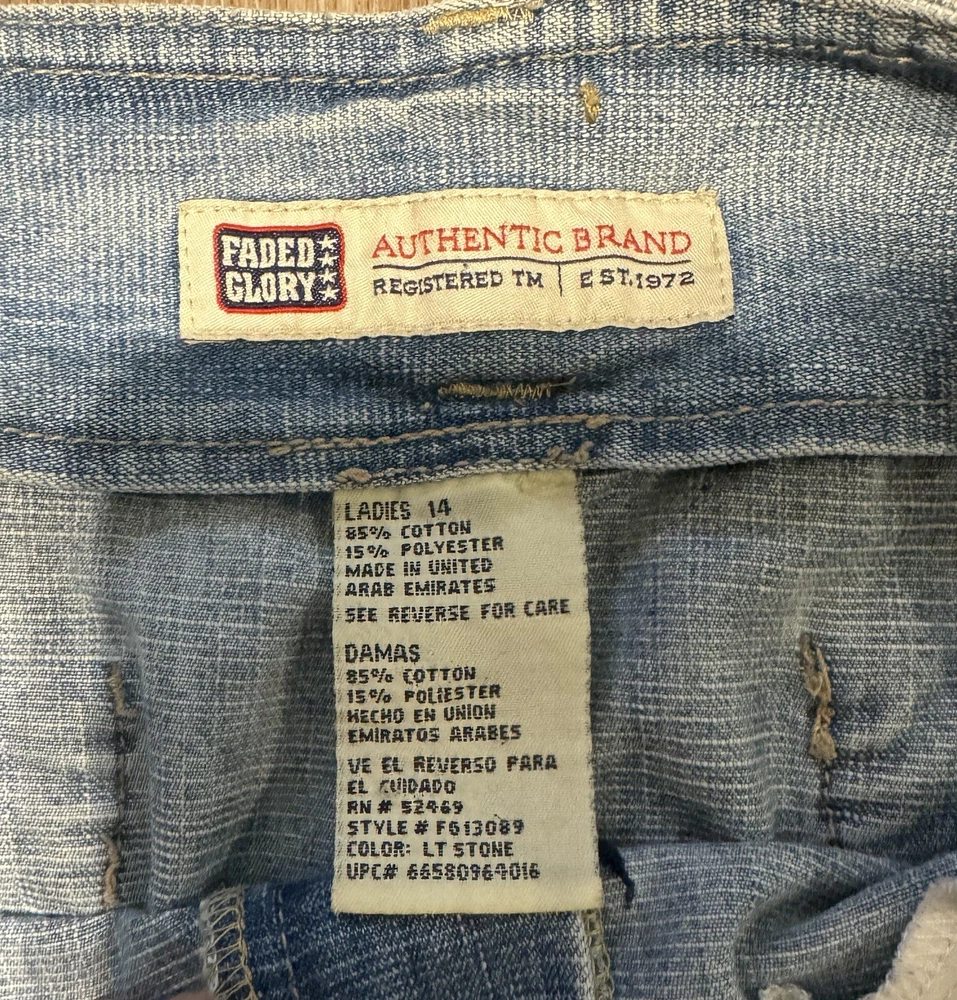 FADED
GLORY
AUTHENTIC BRAND
REGISTERED TM | EST.1972
LADIES 14
85% COTTON
15% POLYESTER
MADE IN UNITED
ARAB EMIRATES
SEE REVERSE FOR CARE
DAMAS
85% COTTON
15% POLIESTER
HECHO EN UNION
EMIRATOS ARABES
VE EL REVERSO PARA
EL CUIDADO
RN # 52469
STYLE # F613089
COLOR: LT STONE
UPC# 66580964016